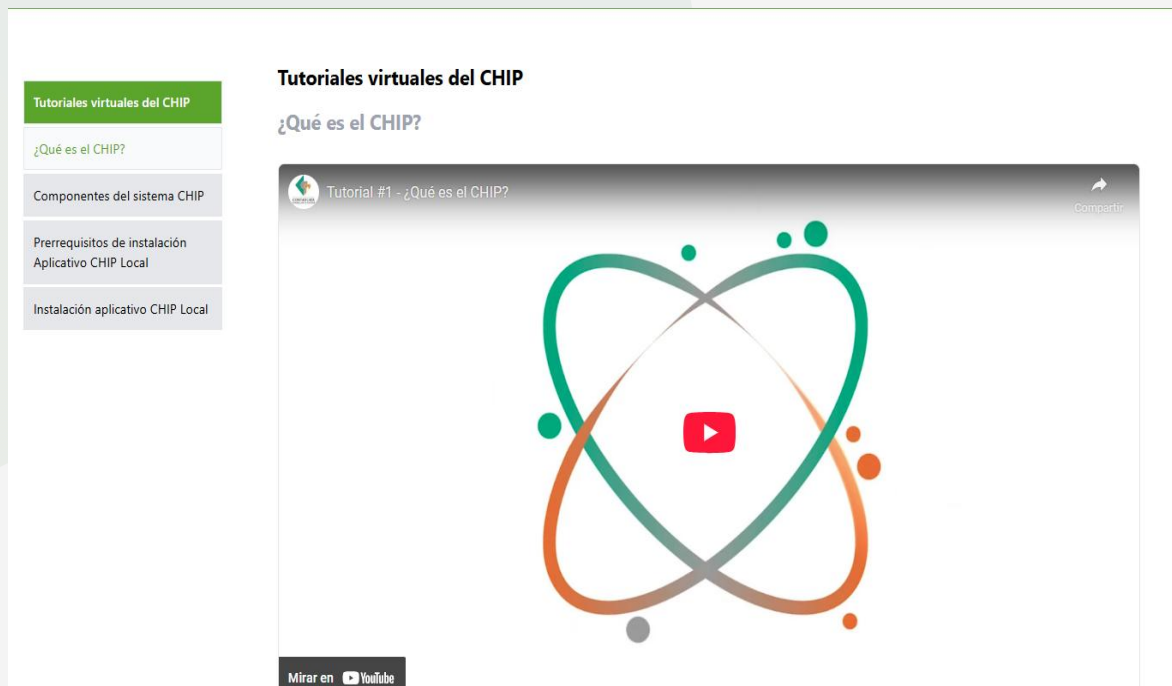 Tutoriales virtuales del CHIP
¿Qué es el CHIP?
Componentes del sistema CHIP
Prerrequisitos de instalación
Aplicativo CHIP Local
Instalación aplicativo CHIP Local
Tutoriales virtuales del CHIP
¿Qué es el CHIP?
Tutorial #1 - ¿Qué es el CHIP?
Compartir
Mirar en YouTube